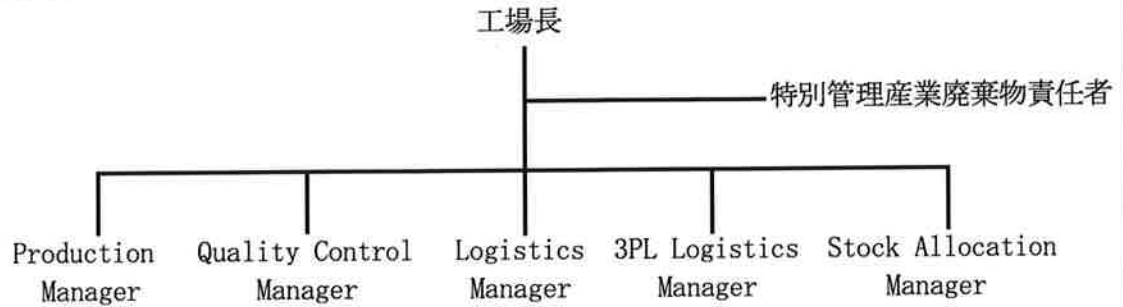 工場長
特別管理産業廃棄物責任者
Production Manager
Quality Control Manager
Logistics Manager
3PL Logistics Manager
Stock Allocation Manager